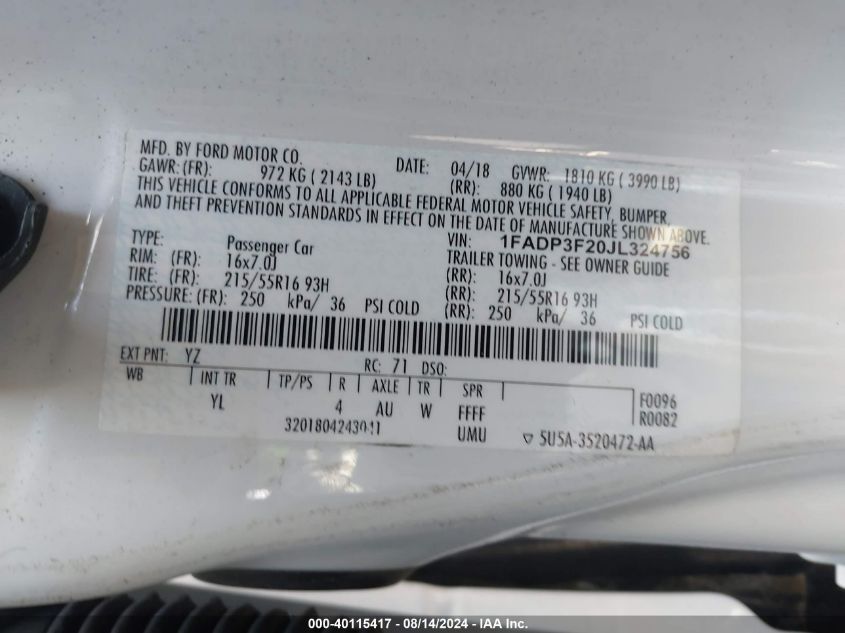 MFD. BY FORD MOTOR CO. DATE: 04/18 GVWR: 1810 KG ( 3990 LB)
GAWR: (FR): 972 KG ( 2143 LB) (RR): 880 KG ( 1940 LB)
THIS VEHICLE CONFORMS TO ALL APPLICABLE FEDERAL MOTOR VEHICLE SAFETY, BUMPER,
AND THEFT PREVENTION STANDARDS IN EFFECT ON THE DATE OF MANUFACTURE SHOWN ABOVE.
TYPE: Passenger Car VIN: 1FADP3F20JL324756
TRAILER TOWING - SEE OWNER GUIDE
RIM: (FR): 16x7.0J (RR): 16x7.0J
TIRE: (FR): 215/55R16 93H (RR): 215/55R16 93H
PRESSURE: (FR): 250 kPa/ 36 PSI COLD (RR): 250 kPa/ 36 PSI COLD
EXT PNT: YZ RC: 71 DSO:
WB INT TR TP/PS R AXLE TR SPR F0096
YL 4 AU W FFFF R0082
3201804243041 UMU 5U5A-3520472-AA
000-40115417 - 08/14/2024 - IAA Inc.